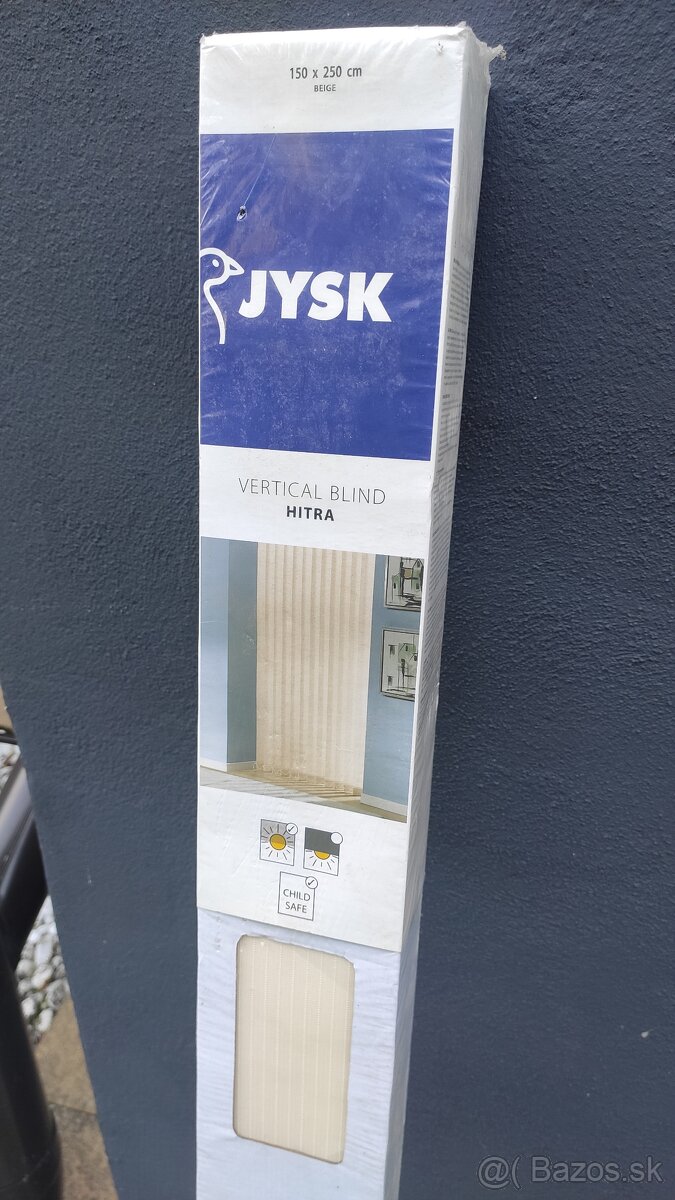 150 x 250 cm
BEIGE
JYSK
VERTICAL BLIND
HITRA
CHILD
SAFE
@( Bazos.sk